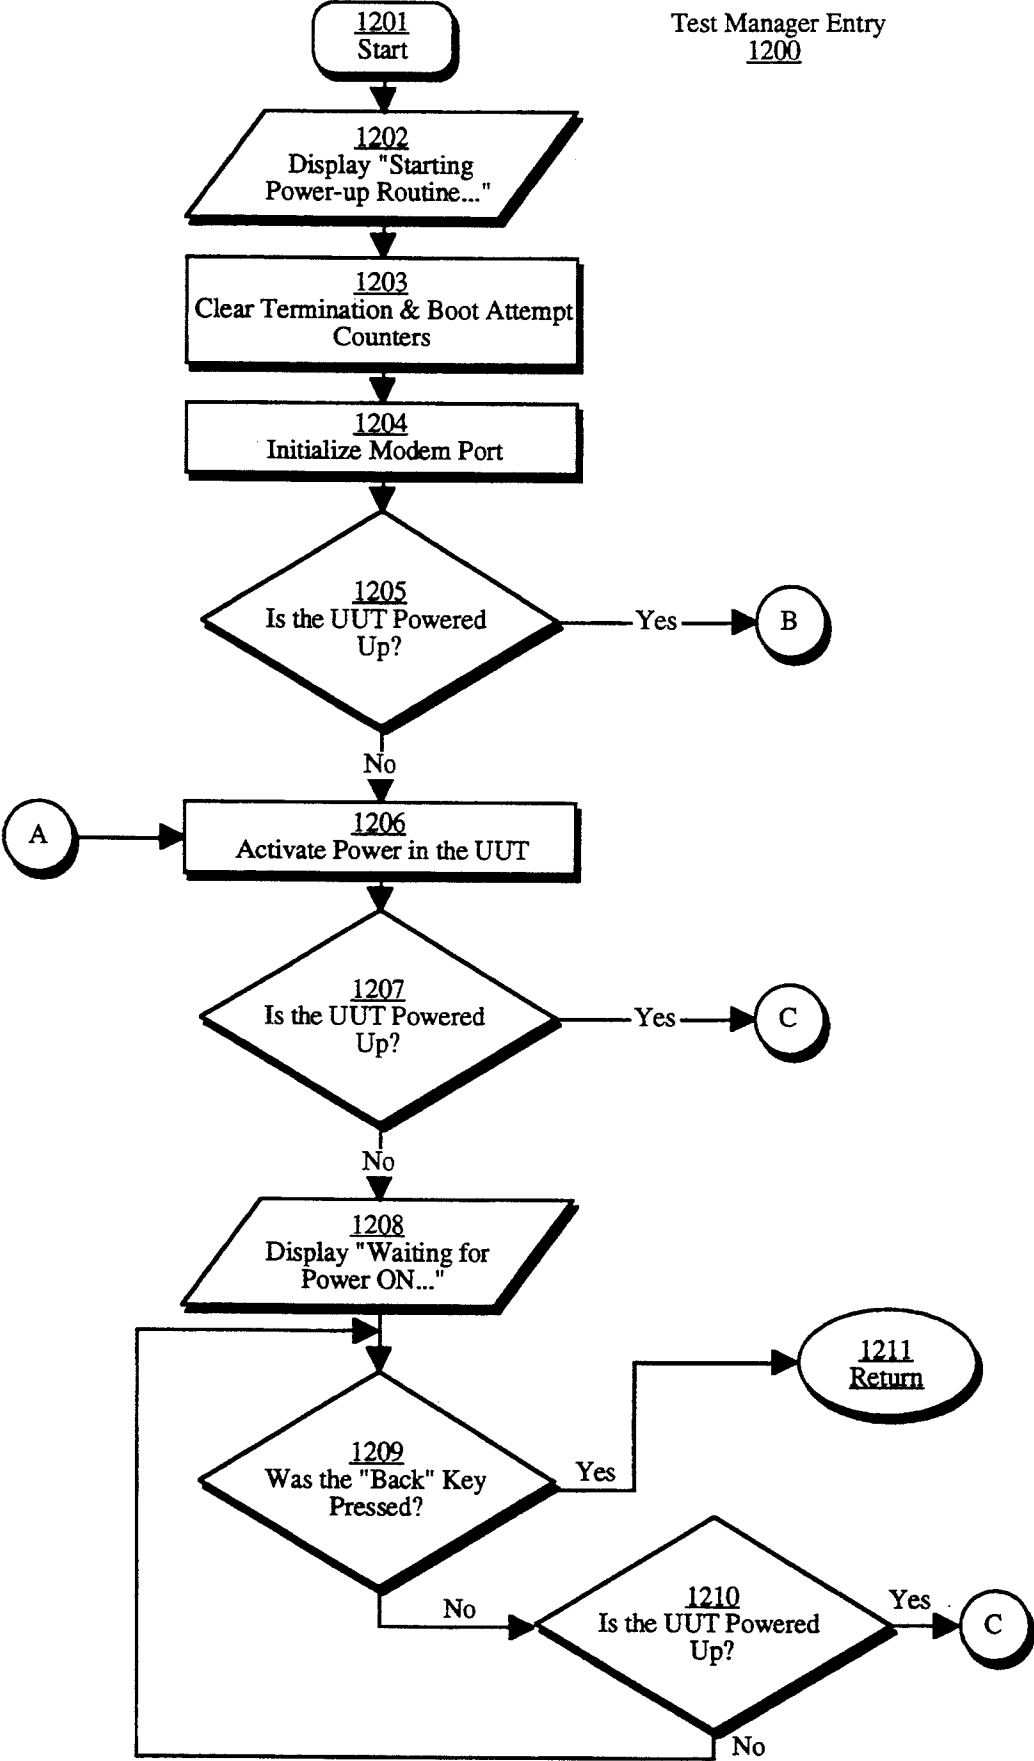 Test Manager Entry
1200
1201
Start
1202
Display "Starting
Power-up Routine..."
1203
Clear Termination & Boot Attempt
Counters
1204
Initialize Modem Port
1205
Is the UUT Powered
Up?
Yes
B
No
A
1206
Activate Power in the UUT
1207
Is the UUT Powered
Up?
Yes
C
No
1208
Display "Waiting for
Power ON..."
1211
Return
1209
Was the "Back" Key
Pressed?
Yes
No
1210
Is the UUT Powered
Up?
Yes
C
No